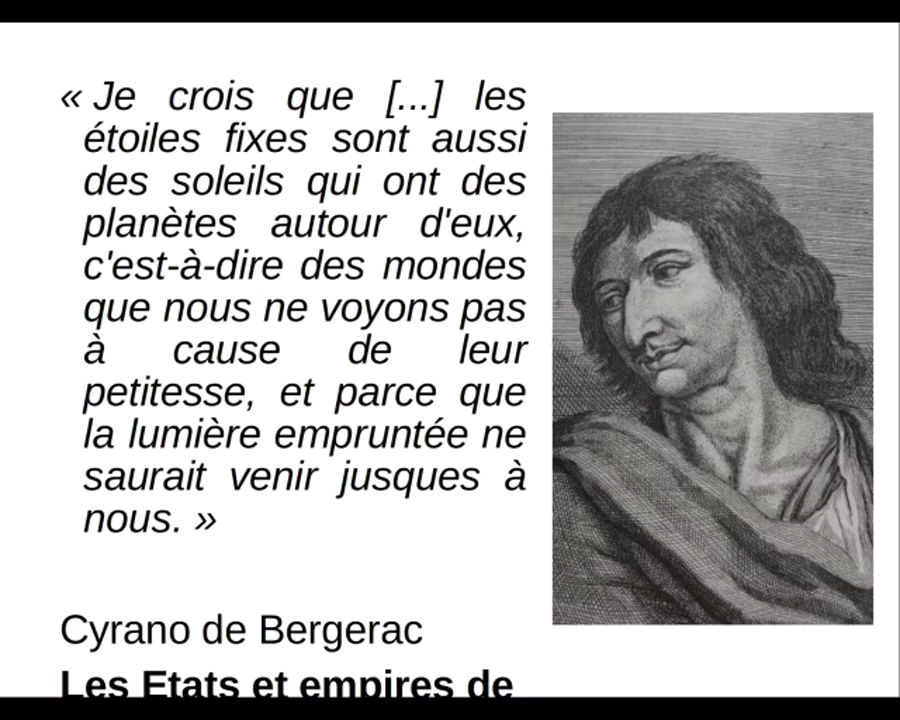 « Je crois que [...] les
étoiles fixes sont aussi
des soleils qui ont des
planètes autour d'eux,
c'est-à-dire des mondes
que nous ne voyons pas
à cause de leur
petitesse, et parce que
la lumière empruntée ne
saurait venir jusques à
nous. »
Cyrano de Bergerac
Les Etats et empires de